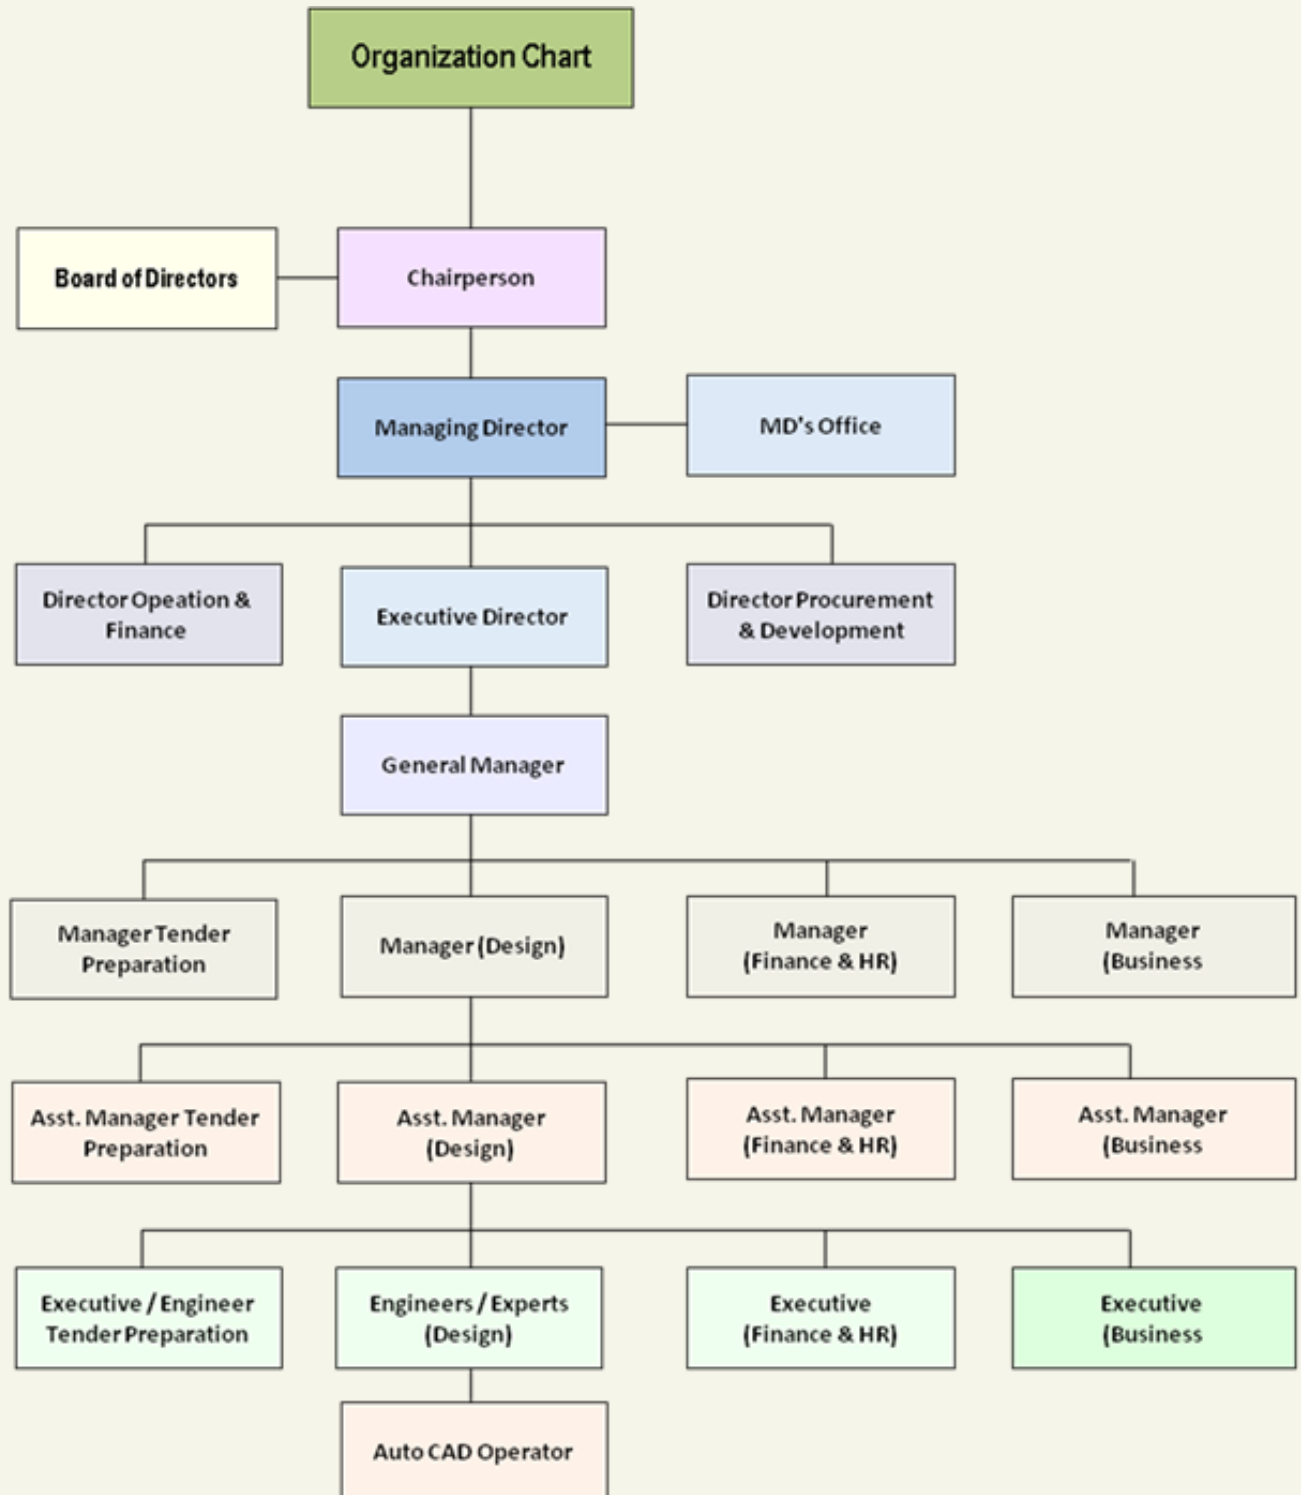 Organization Chart
Board of Directors
Chairperson
Managing Director
MD's Office
Director Opeation &
Finance
Executive Director
Director Procurement
& Development
General Manager
Manager Tender
Preparation
Manager (Design)
Manager
(Finance & HR)
Manager
(Business
Asst. Manager Tender
Preparation
Asst. Manager
(Design)
Asst. Manager
(Finance & HR)
Asst. Manager
(Business
Executive / Engineer
Tender Preparation
Engineers / Experts
(Design)
Executive
(Finance & HR)
Executive
(Business
Auto CAD Operator